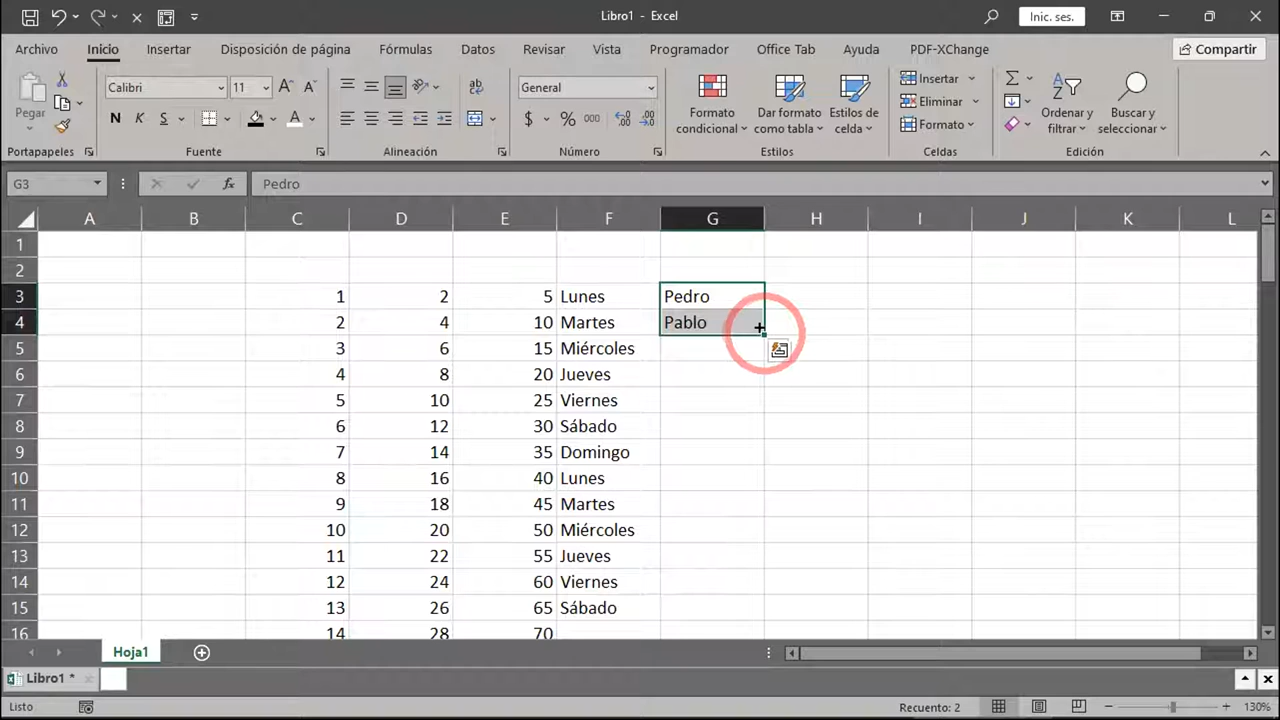 Libro1 - Excel
Inic. ses.
Archivo Inicio Insertar Disposición de página Fórmulas Datos Revisar Vista Programador Office Tab Ayuda PDF-XChange Compartir
Pegar
Calibri 11
N K S A
General
$ % 000
Formato condicional
Dar formato como tabla
Estilos de celda
Insertar
Eliminar
Formato
Ordenar y filtrar
Buscar y seleccionar
Portapapeles Fuente Alineación Número Estilos Celdas Edición
G3 fx Pedro
A B C D E F G H I J K L
1
2
3 1 2 5 Lunes Pedro
4 2 4 10 Martes Pablo
5 3 6 15 Miércoles
6 4 8 20 Jueves
7 5 10 25 Viernes
8 6 12 30 Sábado
9 7 14 35 Domingo
10 8 16 40 Lunes
11 9 18 45 Martes
12 10 20 50 Miércoles
13 11 22 55 Jueves
14 12 24 60 Viernes
15 13 26 65 Sábado
16 14 28 70
Hoja1
Libro1 *
Listo Recuento: 2 130%